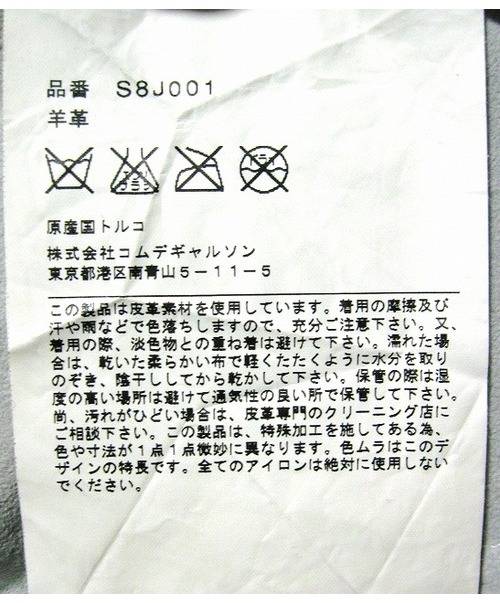 品番　S8J001
羊革
原産国トルコ
株式会社コムデギャルソン
東京都港区南青山5－11－5
この製品は皮革素材を使用しています。着用の摩擦及び
汗や雨などで色落ちしますので、充分ご注意下さい。又、
着用の際、淡色物との重ね着は避けて下さい。濡れた場
合は、乾いた柔らかい布で軽くたたくように水分を取り
のぞき、陰干ししてから乾かして下さい。保管の際は湿
度の高い場所は避けて通気性の良い所で保管して下さい。
尚、汚れがひどい場合は、皮革専門のクリーニング店に
ご相談下さい。この製品は、特殊加工を施してある為、
色や寸法が1点1点微妙に異なります。色ムラはこのデ
ザインの特長です。全てのアイロンは絶対に使用しない
でください。